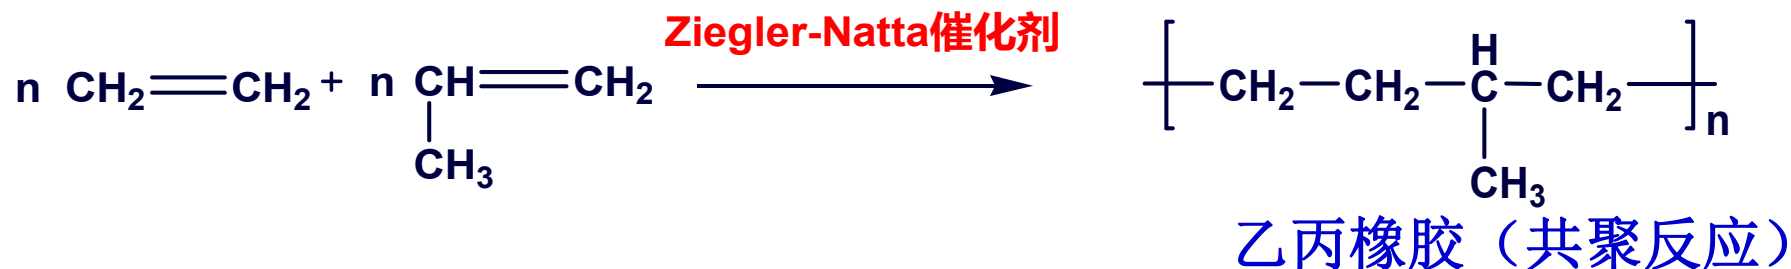 Ziegler-Natta催化剂
n CH₂=CH₂ + n CH=CH₂ [CH₂—CH₂—C—CH₂]n
H
CH₃
CH₃
乙丙橡胶（共聚反应）